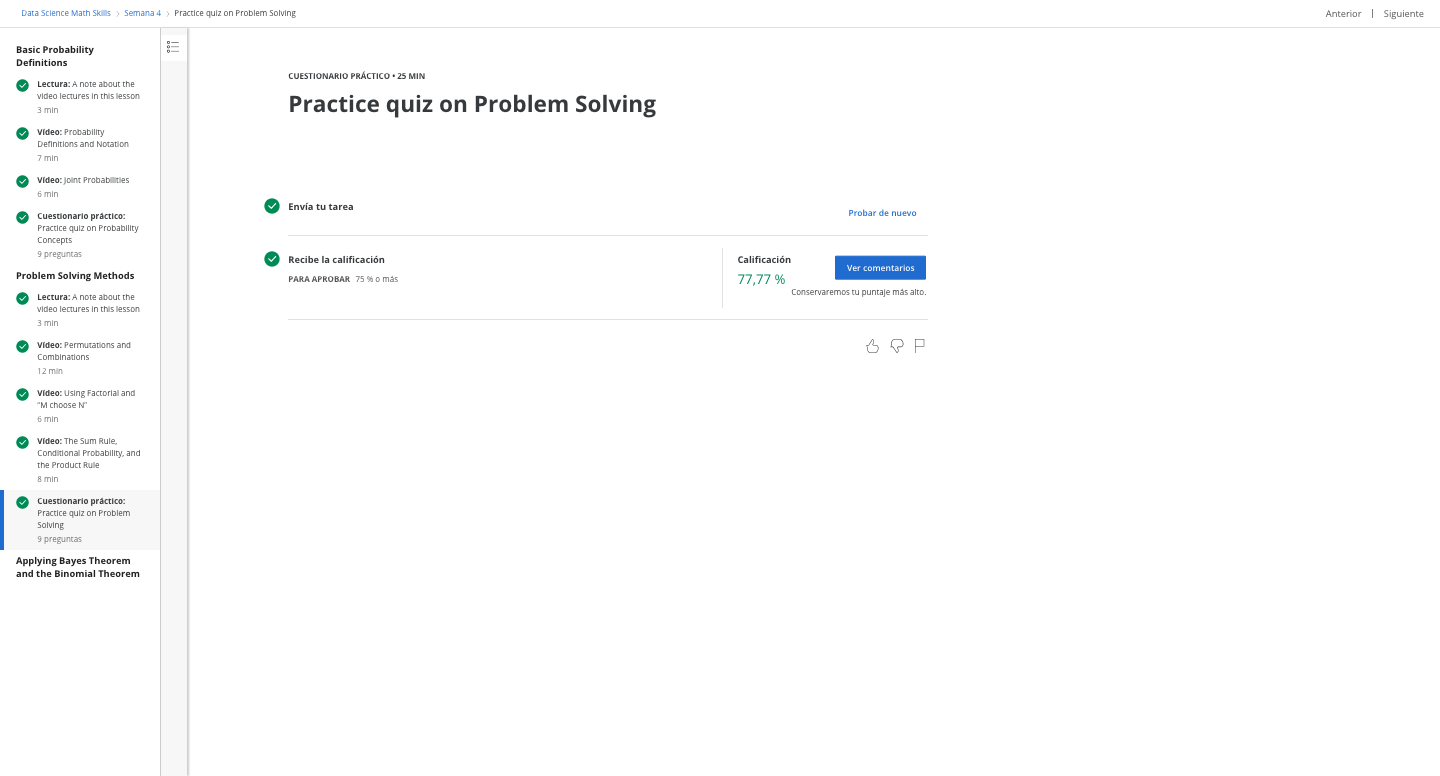 Data Science Math Skills > Semana 4 > Practice quiz on Problem Solving
Anterior | Siguiente
Basic Probability
Definitions
Lectura: A note about the
video lectures in this lesson
3 min
Vídeo: Probability
Definitions and Notation
7 min
Vídeo: Joint Probabilities
6 min
Cuestionario práctico:
Practice quiz on Probability
Concepts
9 preguntas
Problem Solving Methods
Lectura: A note about the
video lectures in this lesson
3 min
Vídeo: Permutations and
Combinations
12 min
Vídeo: Using Factorial and
"M choose N"
6 min
Vídeo: The Sum Rule,
Conditional Probability, and
the Product Rule
8 min
Cuestionario práctico:
Practice quiz on Problem
Solving
9 preguntas
Applying Bayes Theorem
and the Binomial Theorem
CUESTIONARIO PRÁCTICO • 25 MIN
Practice quiz on Problem Solving
Envía tu tarea
Probar de nuevo
Recibe la calificación
PARA APROBAR 75 % o más
Calificación
77,77 %
Ver comentarios
Conservaremos tu puntaje más alto.